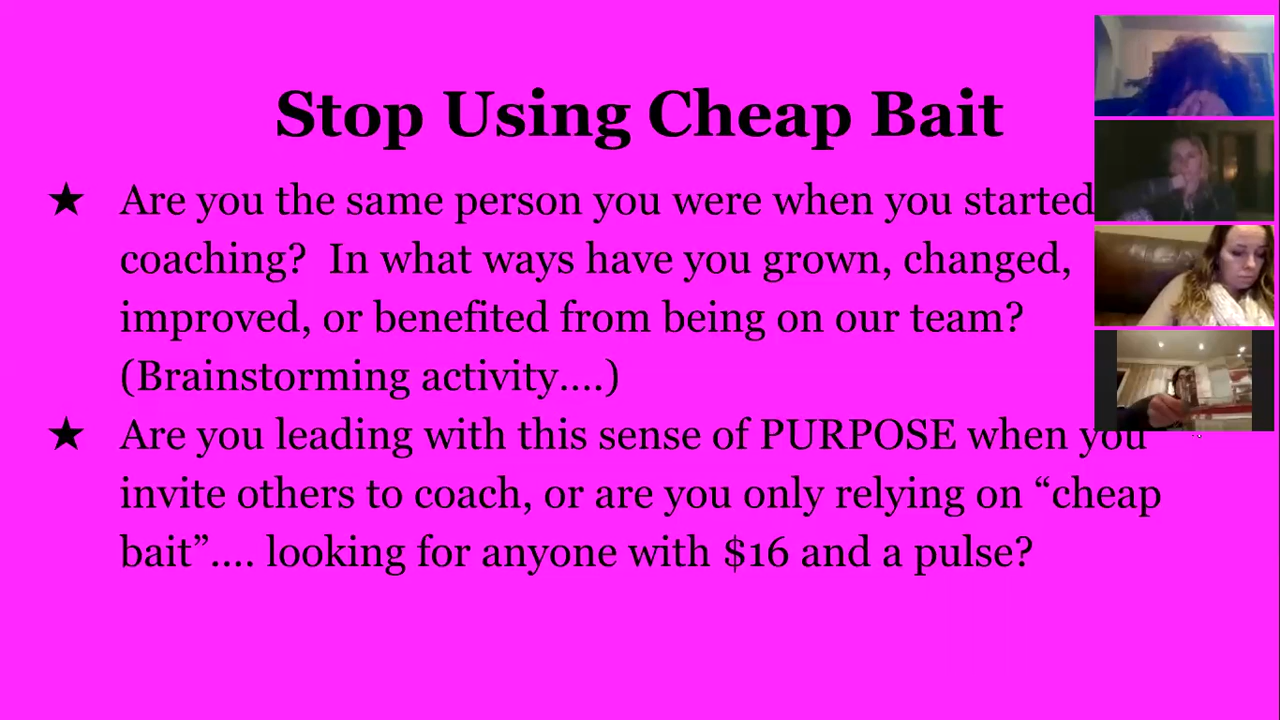 Stop Using Cheap Bait
★ Are you the same person you were when you started
coaching?  In what ways have you grown, changed,
improved, or benefited from being on our team?
(Brainstorming activity....)
★ Are you leading with this sense of PURPOSE when you
invite others to coach, or are you only relying on “cheap
bait”.... looking for anyone with $16 and a pulse?